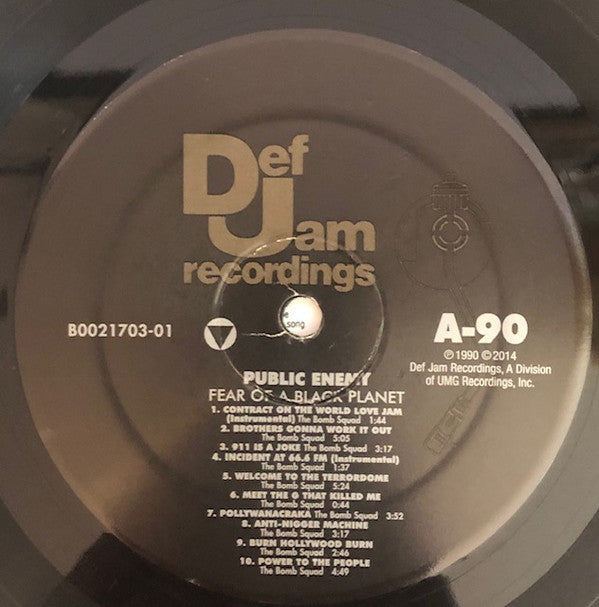 Def
Jam
recordings
B0021703-01
A-90
℗ 1990 © 2014
Def Jam Recordings, A Division
of UMG Recordings, Inc.
e
song
PUBLIC ENEMY
FEAR OF A BLACK PLANET
1. CONTRACT ON THE WORLD LOVE JAM
(Instrumental) The Bomb Squad 1:44
2. BROTHERS GONNA WORK IT OUT
The Bomb Squad 5:05
3. 911 IS A JOKE The Bomb Squad 3:17
4. INCIDENT AT 66.6 FM (Instrumental)
The Bomb Squad 1:37
5. WELCOME TO THE TERRORDOME
The Bomb Squad 5:24
6. MEET THE G THAT KILLED ME
The Bomb Squad 0:44
7. POLLYWANACRAKA The Bomb Squad 3:52
8. ANTI-NIGGER MACHINE
The Bomb Squad 3:17
9. BURN HOLLYWOOD BURN
The Bomb Squad 2:46
10. POWER TO THE PEOPLE
The Bomb Squad 4:49